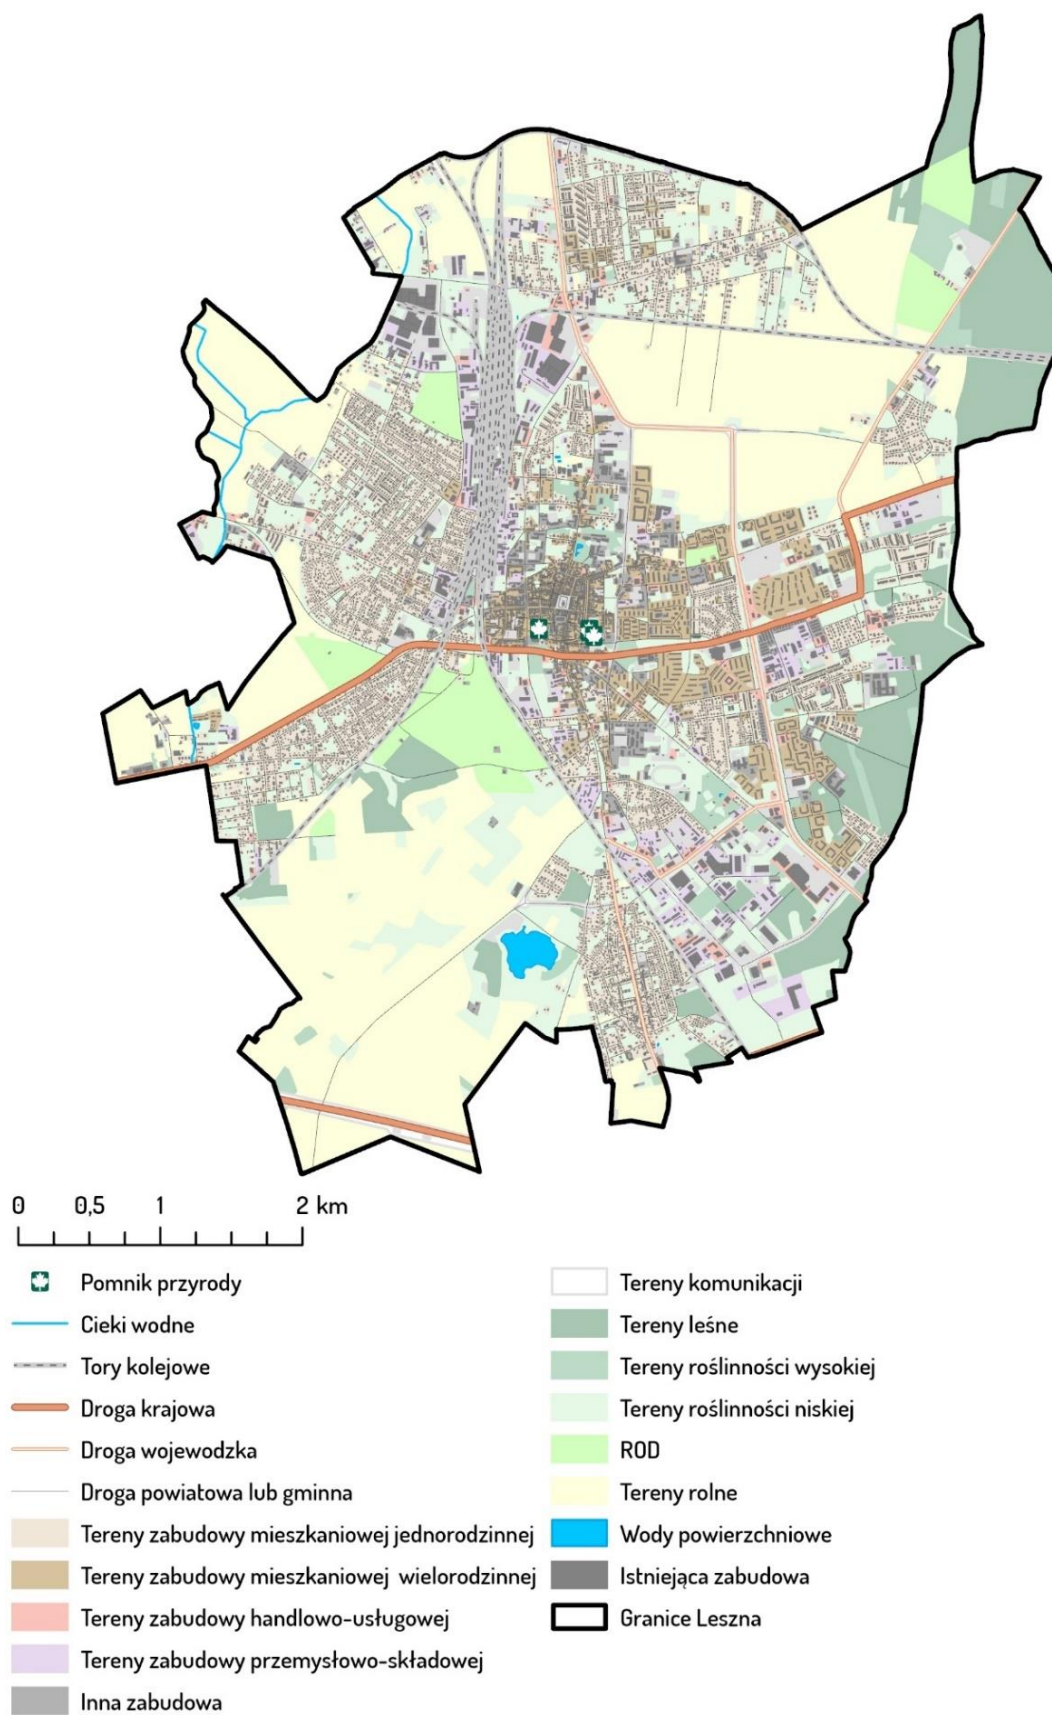 0 0,5 1 2 km
Pomnik przyrody
Cieki wodne
Tory kolejowe
Droga krajowa
Droga wojewodzka
Droga powiatowa lub gminna
Tereny zabudowy mieszkaniowej jednorodzinnej
Tereny zabudowy mieszkaniowej wielorodzinnej
Tereny zabudowy handlowo-usługowej
Tereny zabudowy przemysłowo-składowej
Inna zabudowa
Tereny komunikacji
Tereny leśne
Tereny roślinności wysokiej
Tereny roślinności niskiej
ROD
Tereny rolne
Wody powierzchniowe
Istniejąca zabudowa
Granice Leszna